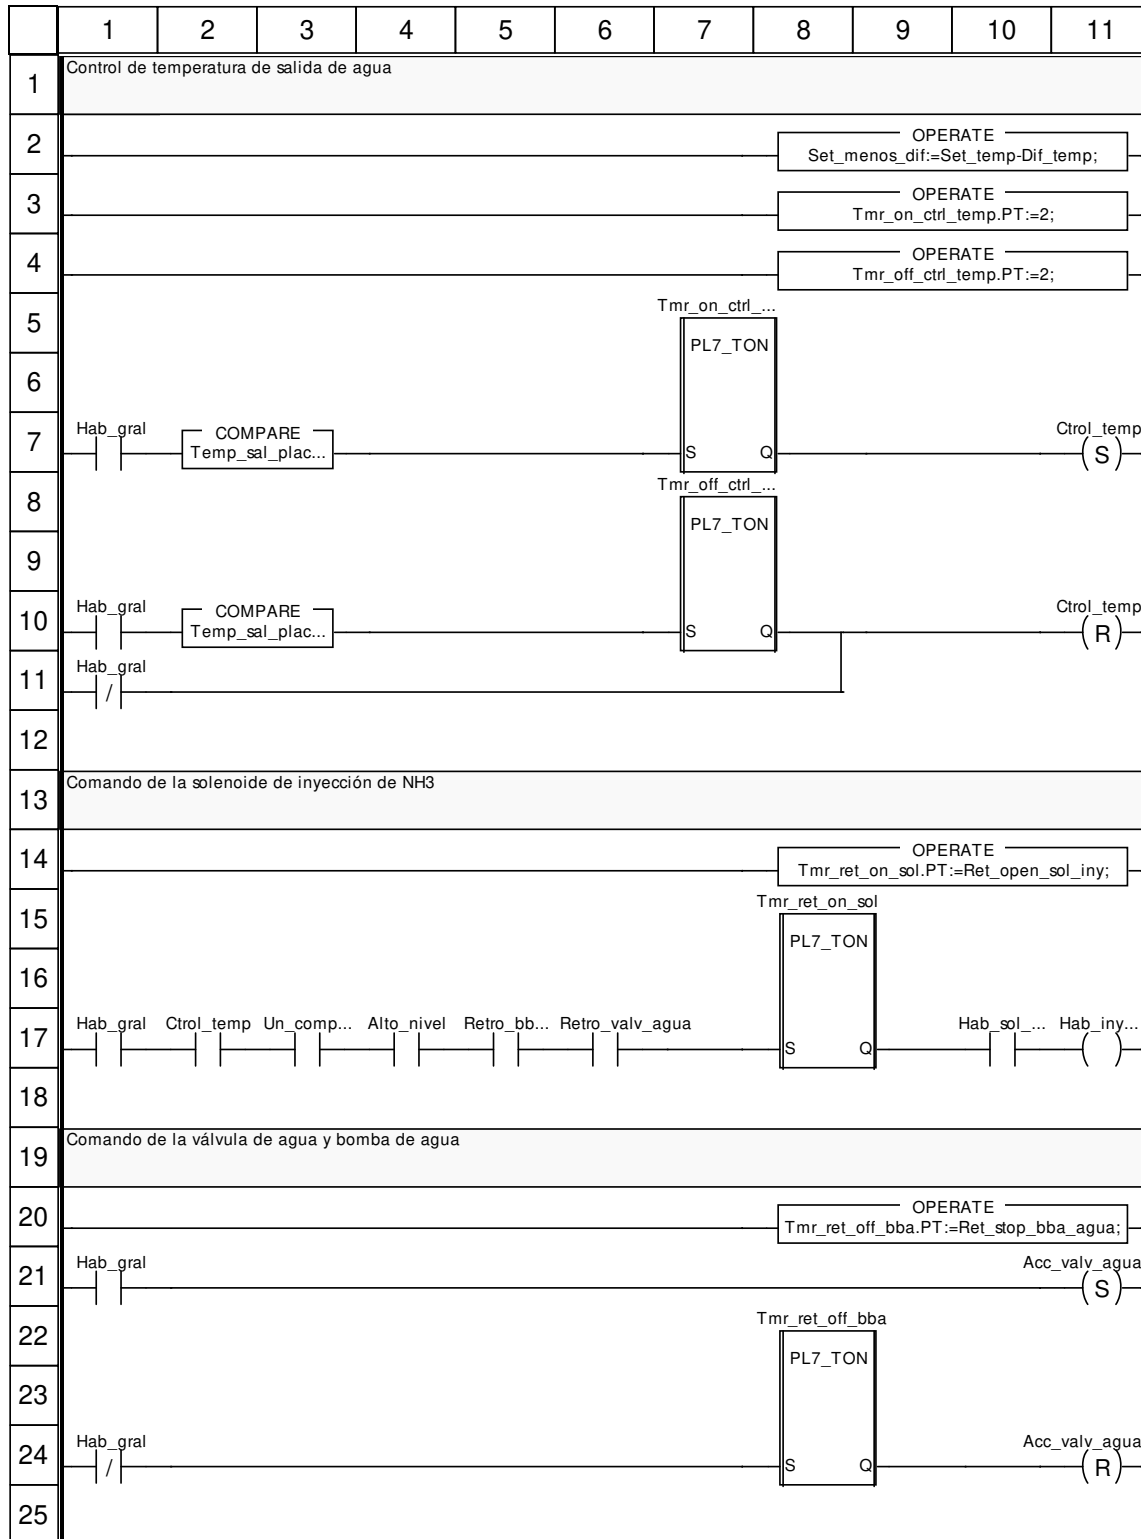 1 2 3 4 5 6 7 8 9 10 11
1 Control de temperatura de salida de agua
2 OPERATE
Set_menos_dif:=Set_temp-Dif_temp;
3 OPERATE
Tmr_on_ctrl_temp.PT:=2;
4 OPERATE
Tmr_off_ctrl_temp.PT:=2;
5 Tmr_on_ctrl_...
PL7_TON
6
Hab_gral Ctrol_temp
7 COMPARE
Temp_sal_plac... S Q S
8 Tmr_off_ctrl_...
PL7_TON
9
Hab_gral Ctrol_temp
10 COMPARE
Temp_sal_plac... S Q R
Hab_gral
11 /
12
13 Comando de la solenoide de inyección de NH3
14 OPERATE
Tmr_ret_on_sol.PT:=Ret_open_sol_iny;
15 Tmr_ret_on_sol
PL7_TON
16
Hab_gral Ctrol_temp Un_comp... Alto_nivel Retro_bb... Retro_valv_agua Hab_sol_... Hab_iny...
17 S Q
18
19 Comando de la válvula de agua y bomba de agua
20 OPERATE
Tmr_ret_off_bba.PT:=Ret_stop_bba_agua;
Hab_gral Acc_valv_agua
21 S
22 Tmr_ret_off_bba
PL7_TON
23
Hab_gral Acc_valv_agua
24 / S Q R
25